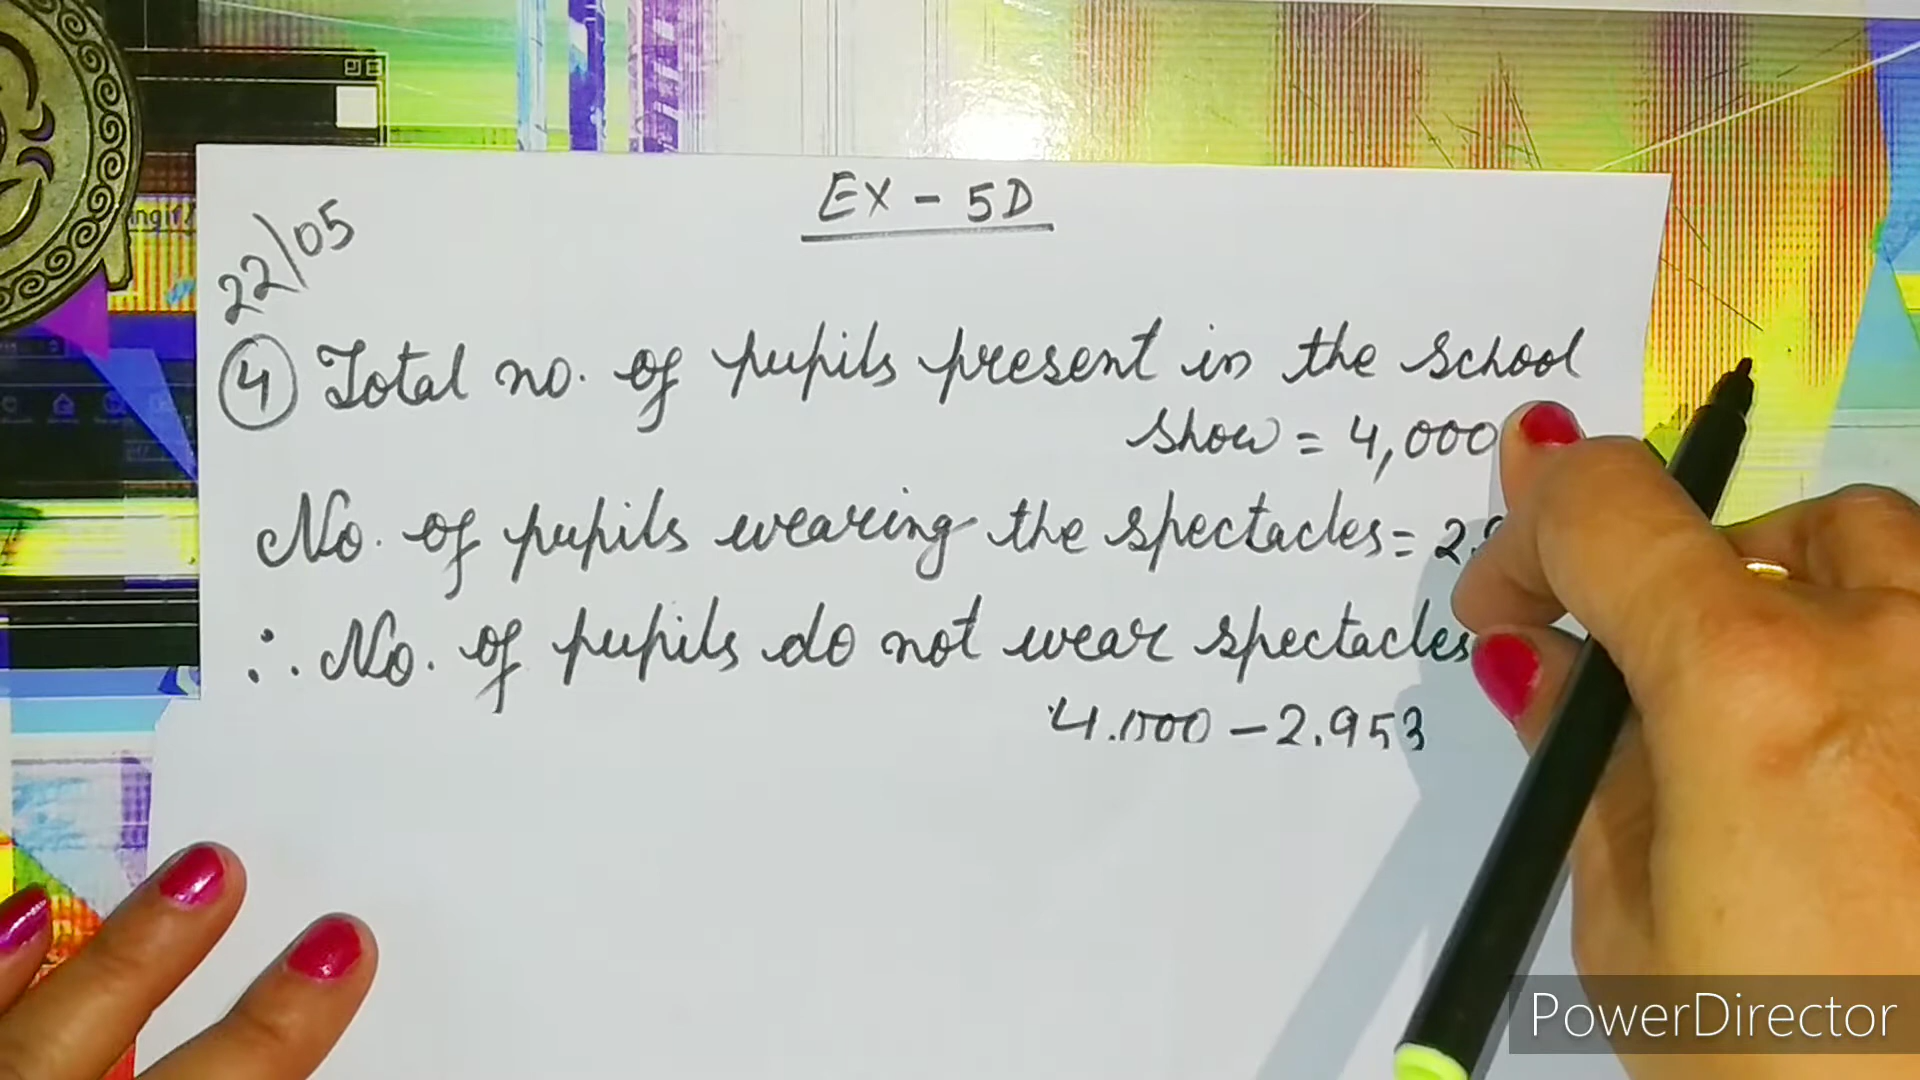 EX - 5D
22/05
④ Total no. of pupils present in the school
show = 4,000
No. of pupils wearing the spectacles =
∴ No. of pupils do not wear spectacles
4.000 - 2.953
PowerDirector